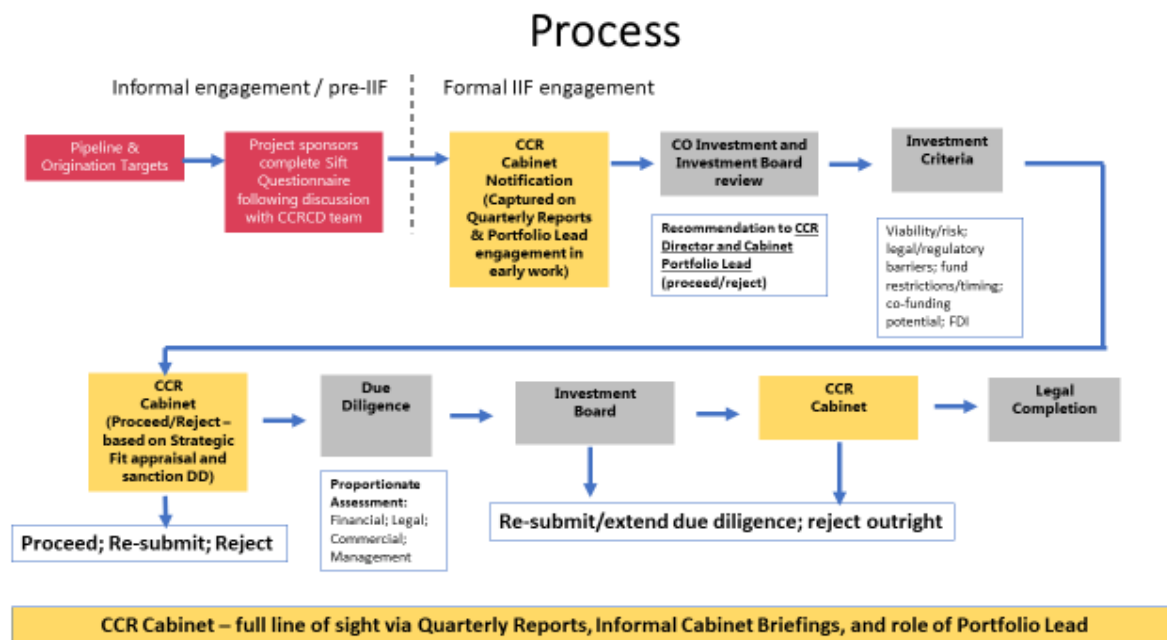 Process
Informal engagement / pre-IIF
Formal IIF engagement
Pipeline &
Origination Targets
Project sponsors
complete Sift
Questionnaire
following discussion
with CCRCD team
CCR
Cabinet
Notification
(Captured on
Quarterly Reports
& Portfolio Lead
engagement in
early work)
CO Investment and
Investment Board
review
Investment
Criteria
Recommendation to CCR
Director and Cabinet
Portfolio Lead
(proceed/reject)
Viability/risk;
legal/regulatory
barriers; fund
restrictions/timing;
co-funding
potential; FDI
CCR
Cabinet
(Proceed/Reject –
based on Strategic
Fit appraisal and
sanction DD)
Due
Diligence
Investment
Board
CCR
Cabinet
Legal
Completion
Proportionate
Assessment:
Financial; Legal;
Commercial;
Management
Proceed; Re-submit; Reject
Re-submit/extend due diligence; reject outright
CCR Cabinet – full line of sight via Quarterly Reports, Informal Cabinet Briefings, and role of Portfolio Lead